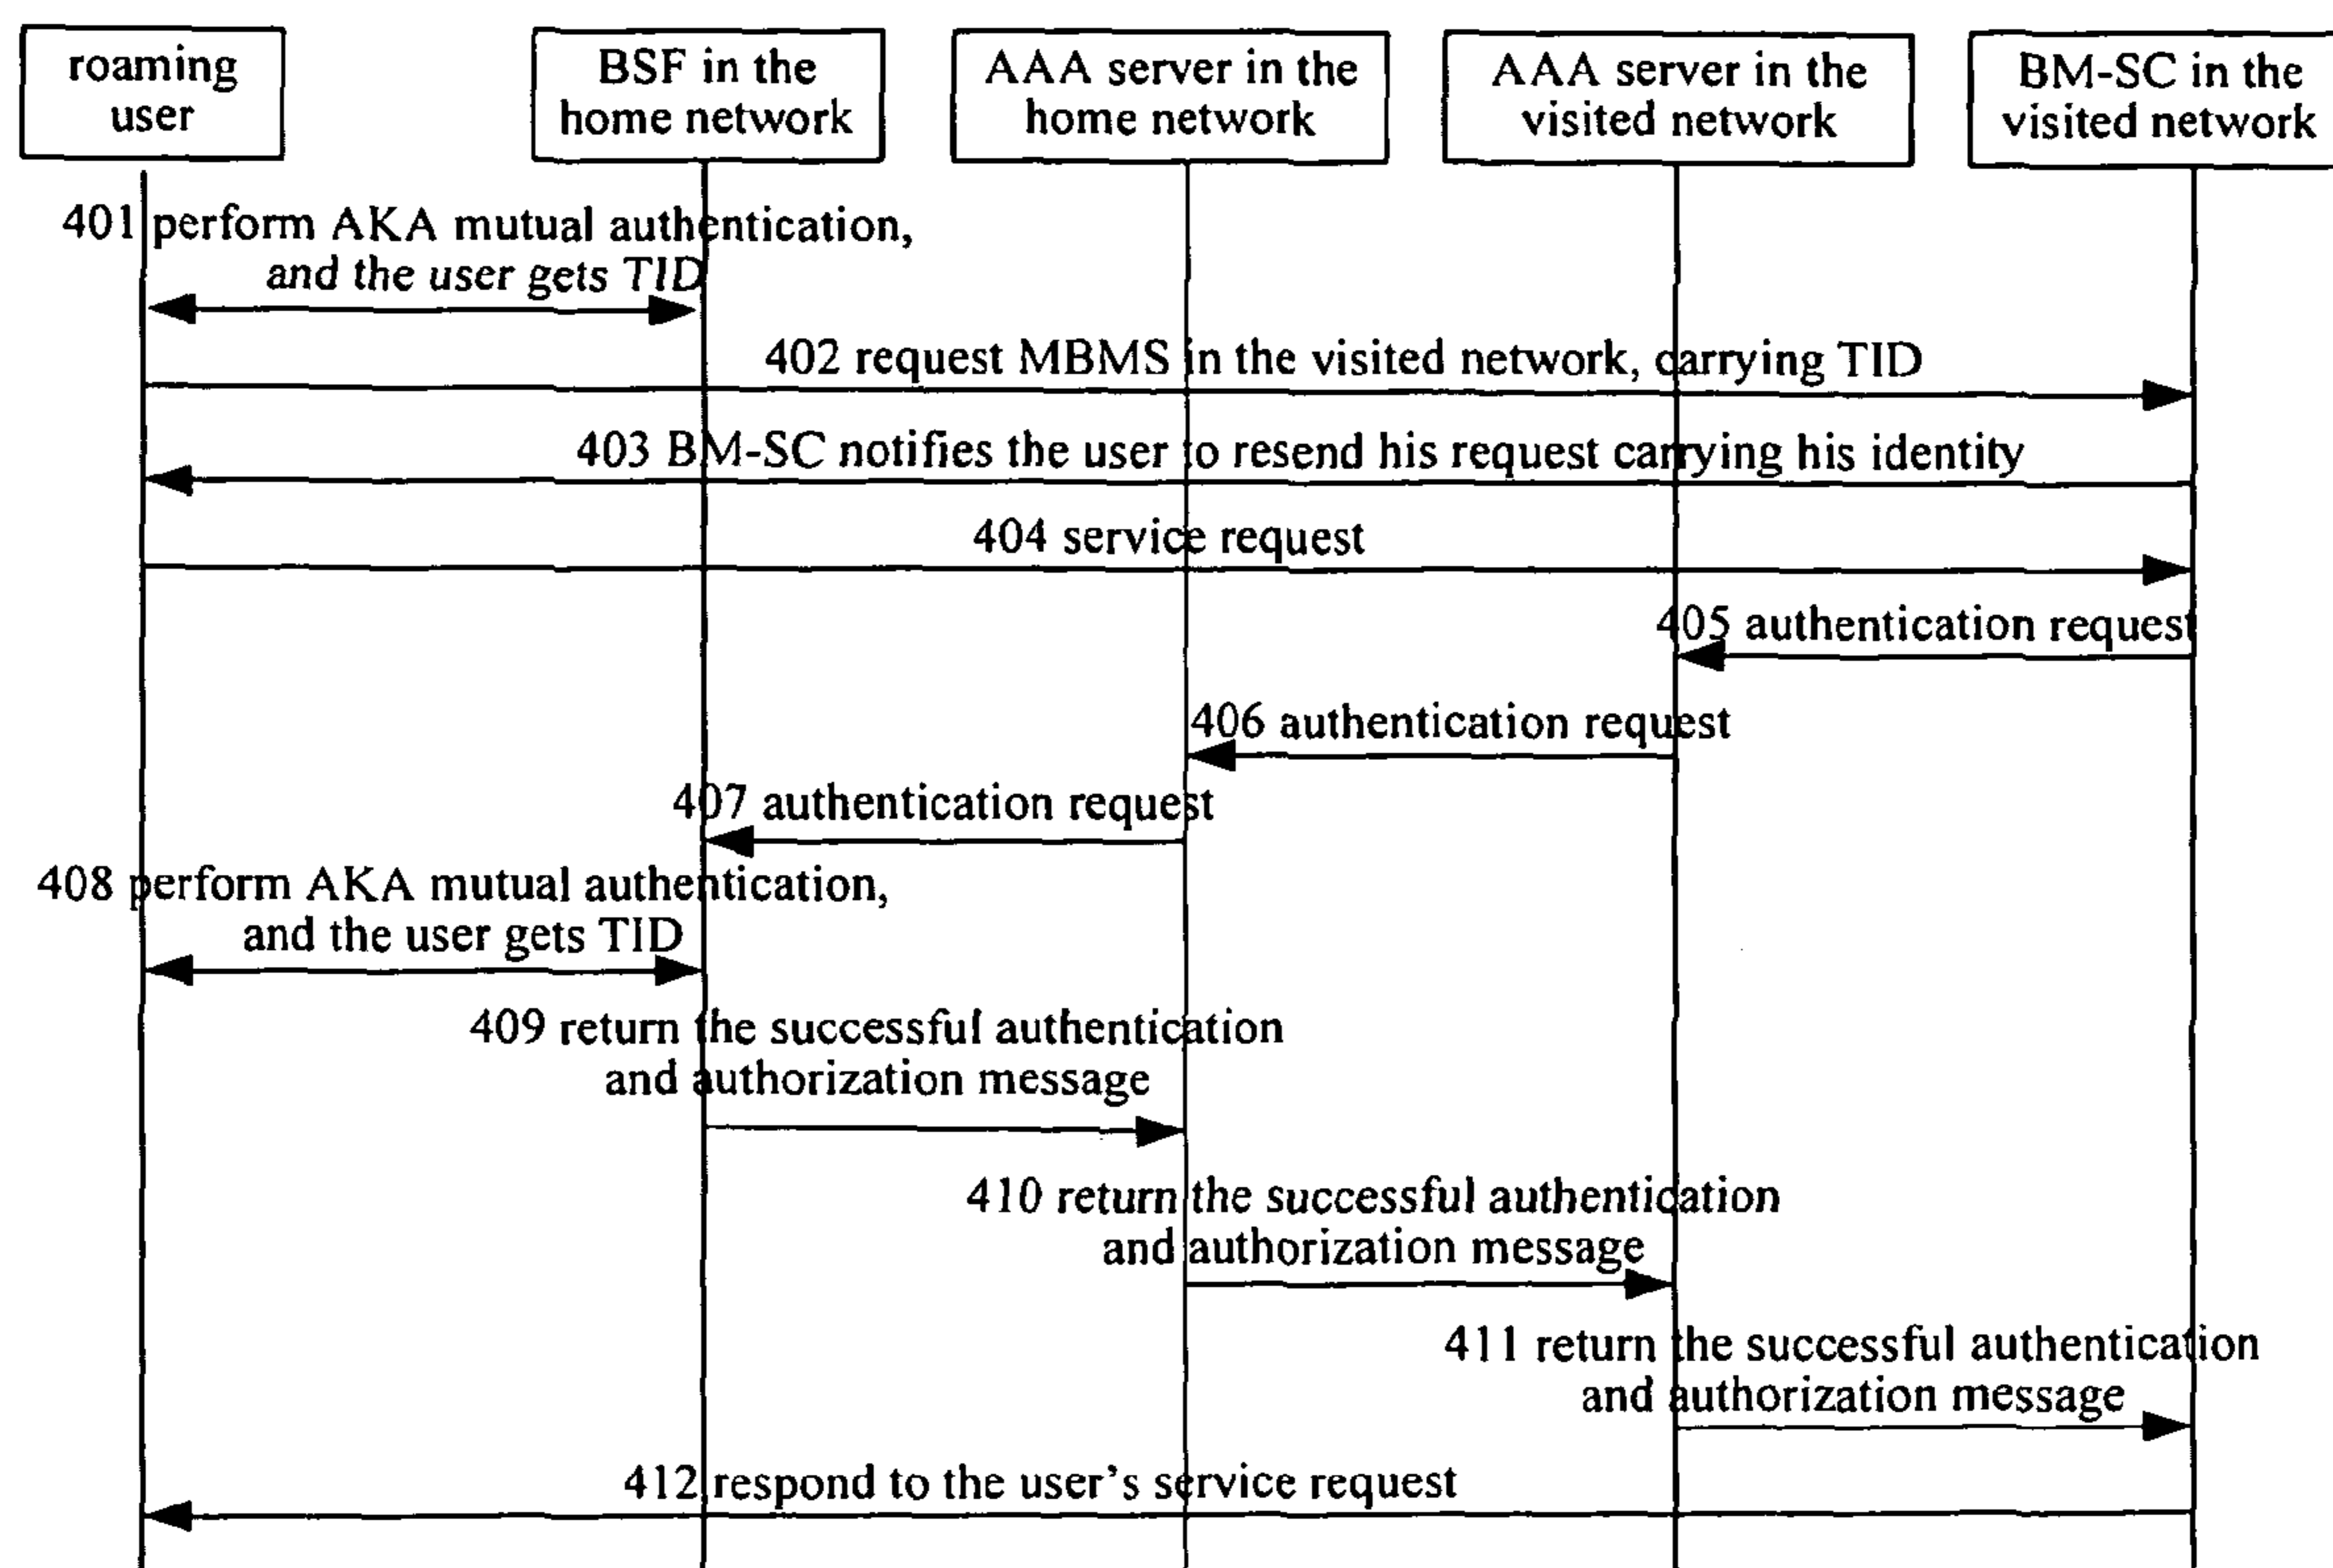 roaming
user
BSF in the
home network
AAA server in the
home network
AAA server in the
visited network
BM-SC in the
visited network
401 perform AKA mutual authentication,
and the user gets TID
402 request MBMS in the visited network, carrying TID
403 BM-SC notifies the user to resend his request carrying his identity
404 service request
405 authentication request
406 authentication request
407 authentication request
408 perform AKA mutual authentication,
and the user gets TID
409 return the successful authentication
and authorization message
410 return the successful authentication
and authorization message
411 return the successful authentication
and authorization message
412 respond to the user's service request